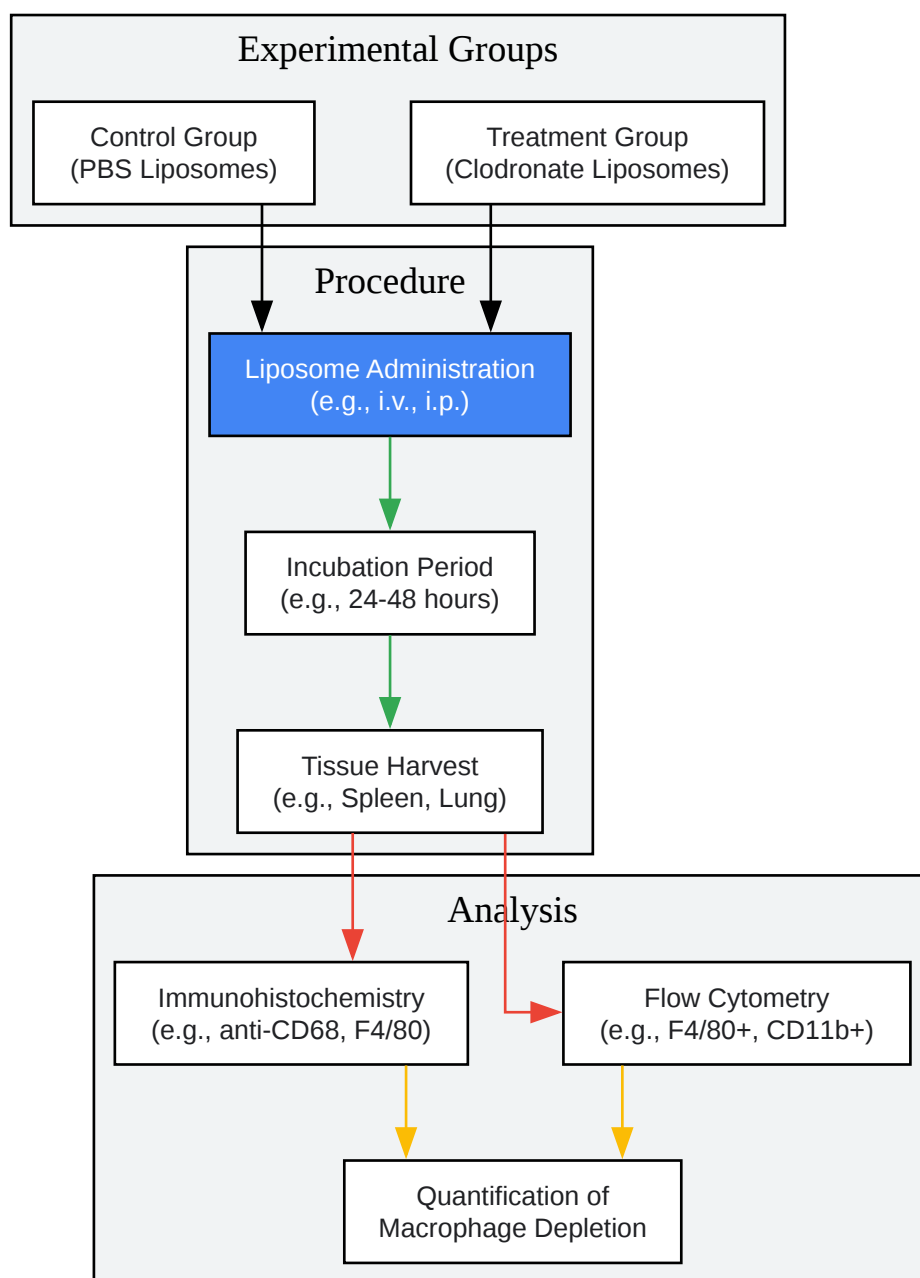 Experimental Groups
Control Group
(PBS Liposomes)
Treatment Group
(Clodronate Liposomes)
Procedure
Liposome Administration
(e.g., i.v., i.p.)
Incubation Period
(e.g., 24-48 hours)
Tissue Harvest
(e.g., Spleen, Lung)
Analysis
Immunohistochemistry
(e.g., anti-CD68, F4/80)
Flow Cytometry
(e.g., F4/80+, CD11b+)
Quantification of
Macrophage Depletion